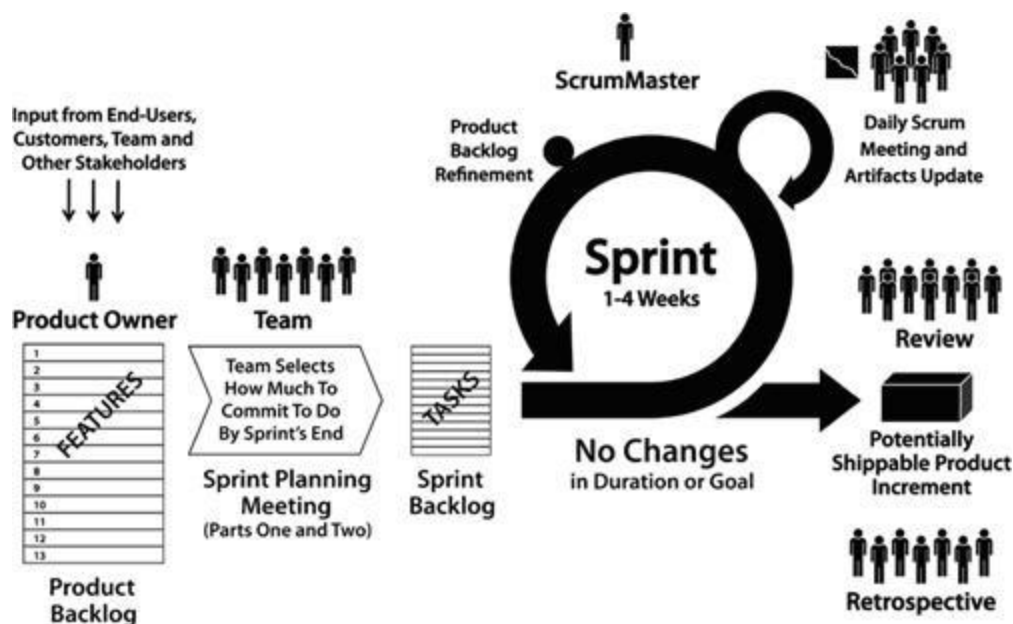 Input from End-Users,
Customers, Team and
Other Stakeholders
Product Owner
1
2
3
4
5
6
7
8
9
10
11
12
13
FEATURES
Product
Backlog
Team
Team Selects
How Much To
Commit To Do
By Sprint's End
Sprint Planning
Meeting
(Parts One and Two)
TASKS
Sprint
Backlog
ScrumMaster
Product
Backlog
Refinement
Sprint
1-4 Weeks
No Changes
in Duration or Goal
Daily Scrum
Meeting and
Artifacts Update
Review
Potentially
Shippable Product
Increment
Retrospective